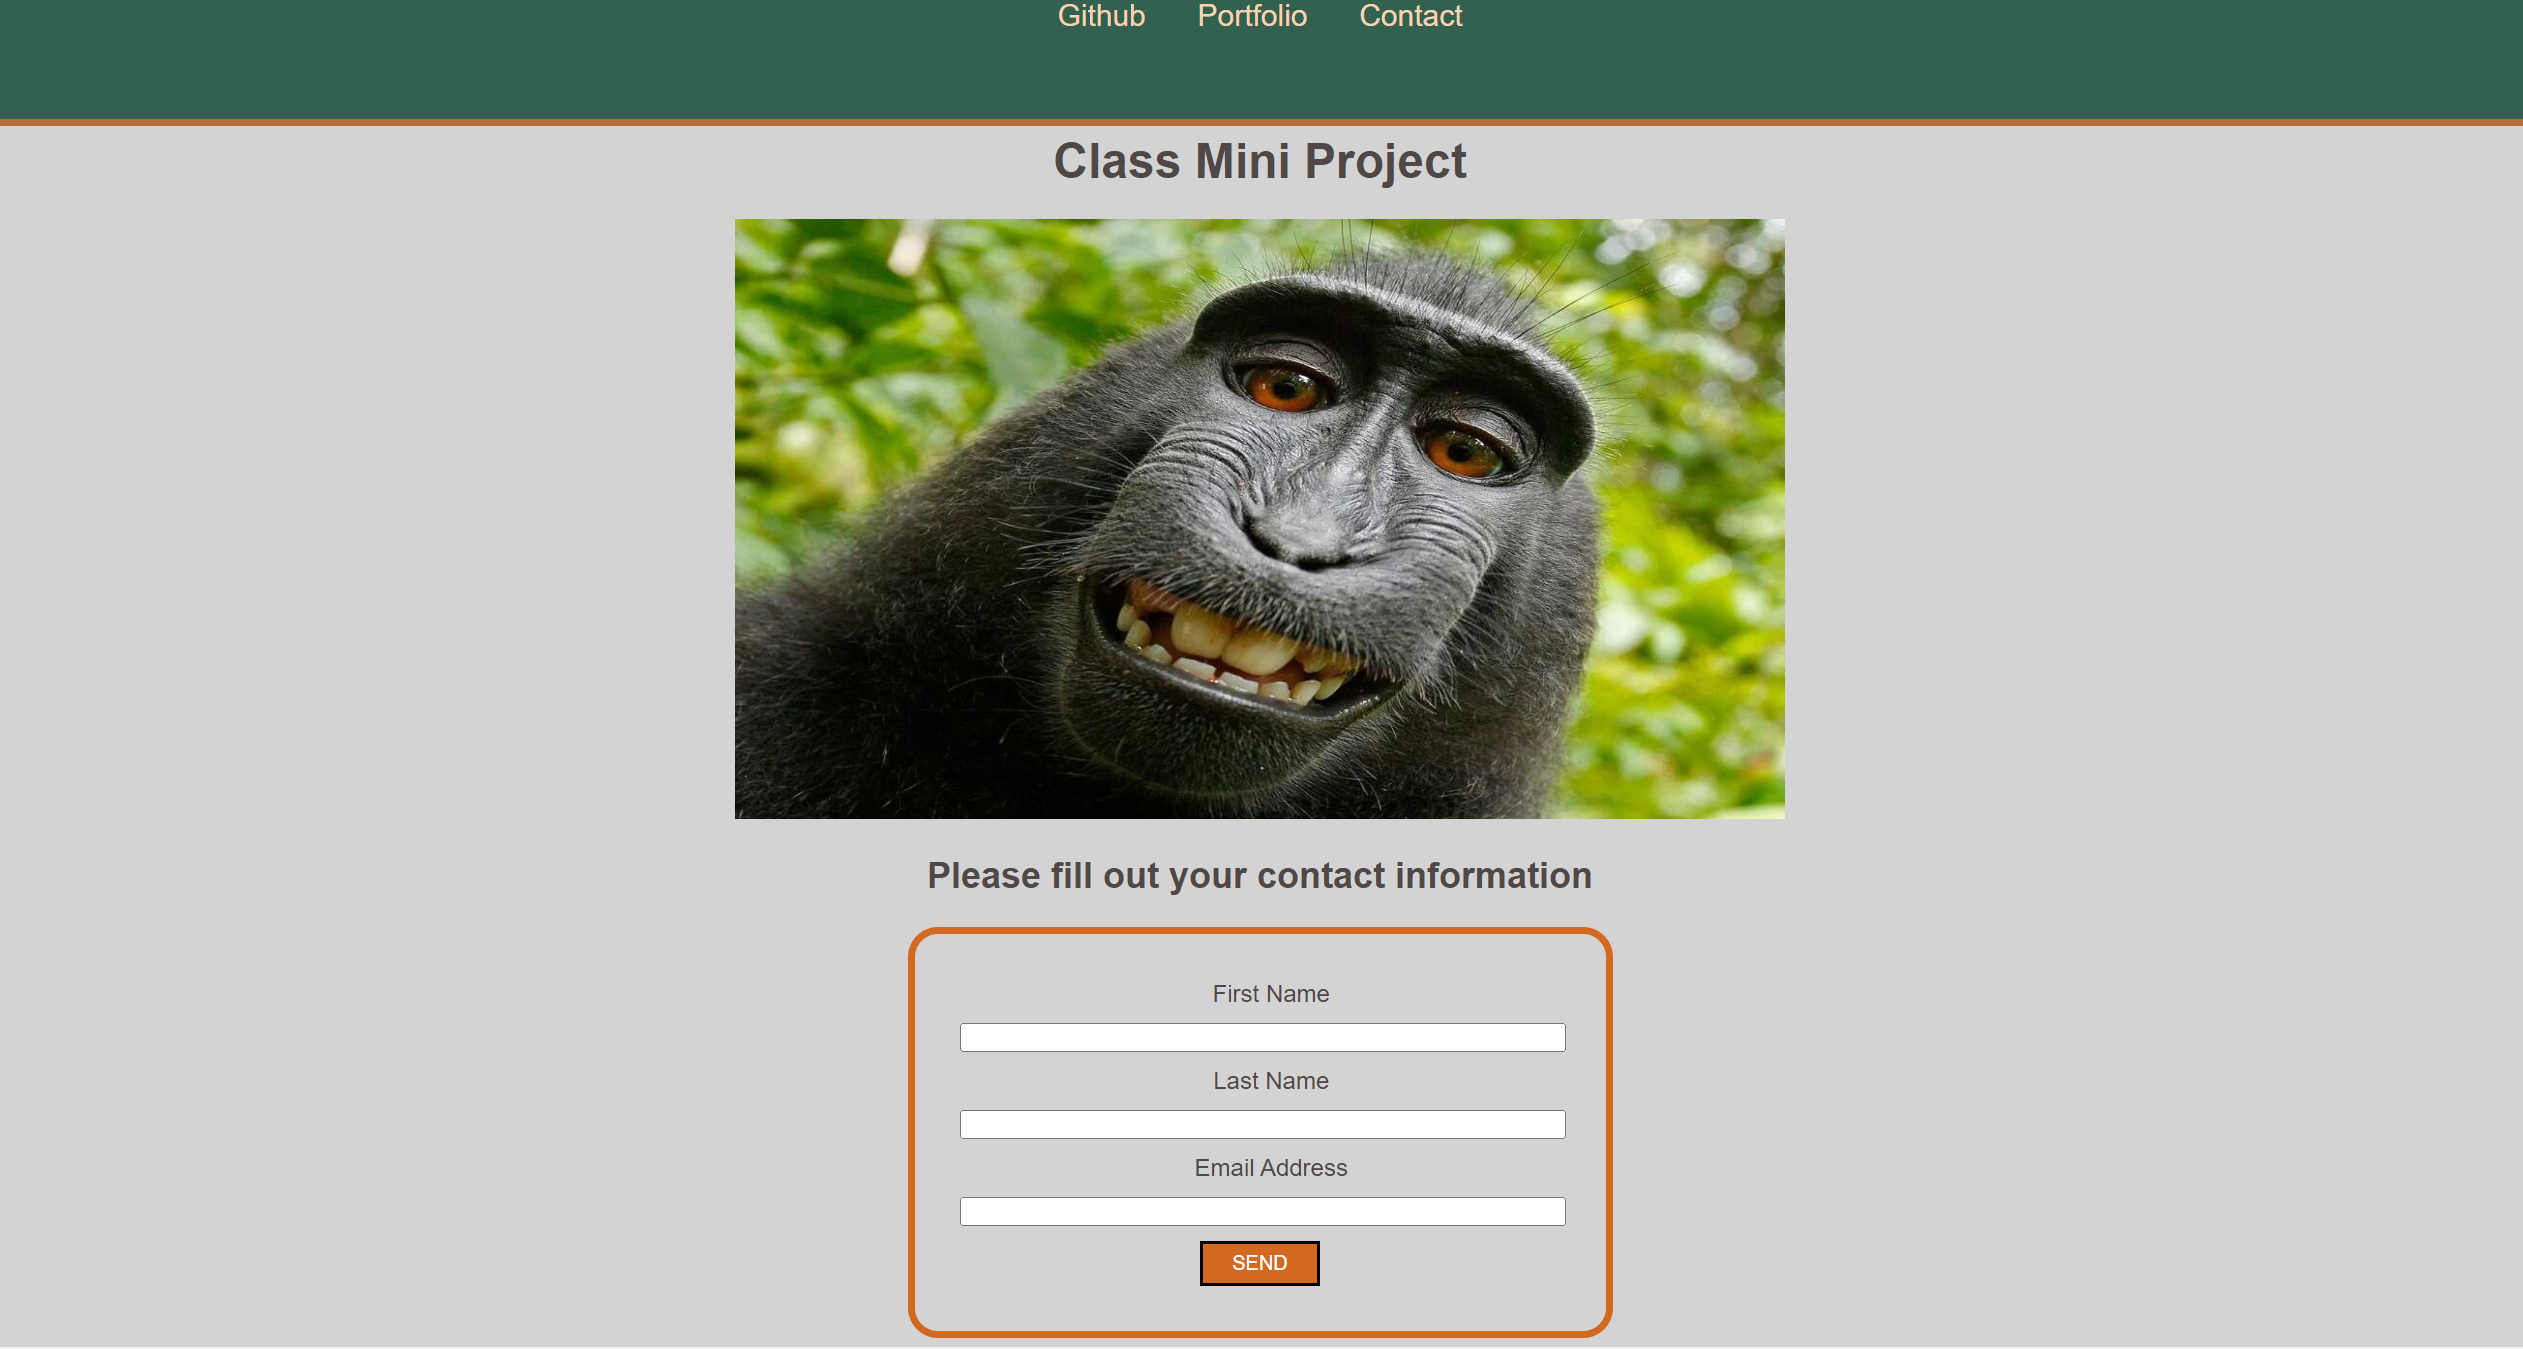 Github Portfolio Contact
Class Mini Project
Please fill out your contact information
First Name
Last Name
Email Address
SEND